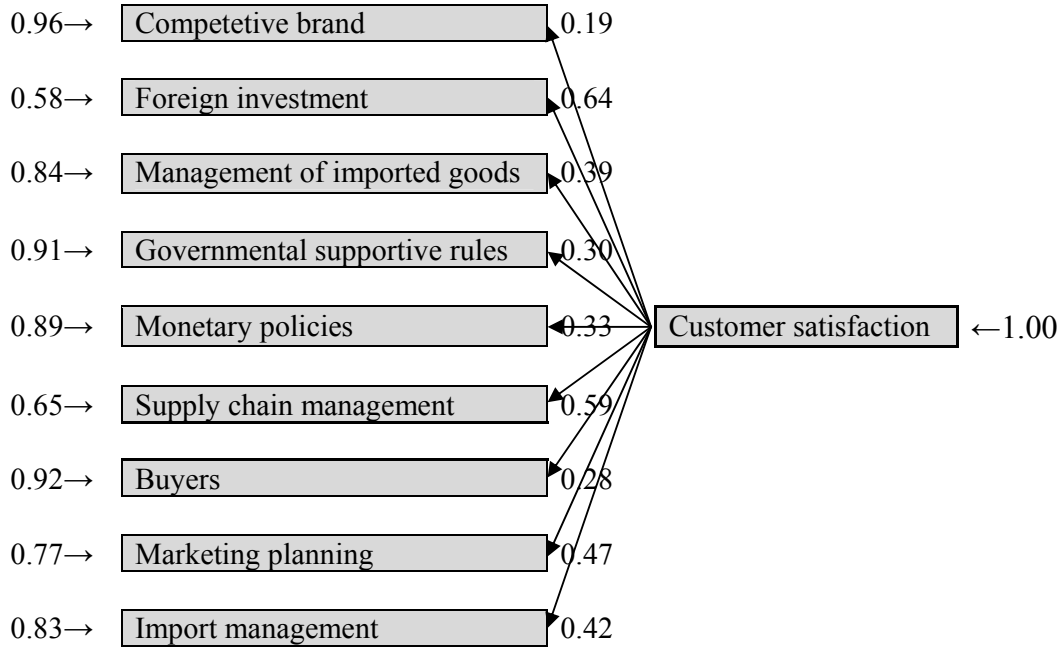 0.96→ Competetive brand 0.19
0.58→ Foreign investment 0.64
0.84→ Management of imported goods 0.39
0.91→ Governmental supportive rules 0.30
0.89→ Monetary policies 0.33 Customer satisfaction ←1.00
0.65→ Supply chain management 0.59
0.92→ Buyers 0.28
0.77→ Marketing planning 0.47
0.83→ Import management 0.42